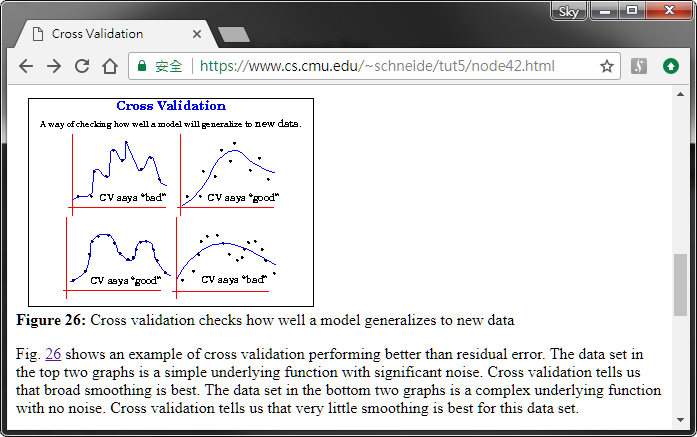 Sky
Cross Validation
安全 https://www.cs.cmu.edu/~schneide/tut5/node42.html
Cross Validation
A way of checking how well a model will generalize to new data.
CV says "bad" CV says "good"
CV says "good" CV says "bad"
Figure 26: Cross validation checks how well a model generalizes to new data
Fig. 26 shows an example of cross validation performing better than residual error. The data set in
the top two graphs is a simple underlying function with significant noise. Cross validation tells us
that broad smoothing is best. The data set in the bottom two graphs is a complex underlying function
with no noise. Cross validation tells us that very little smoothing is best for this data set.